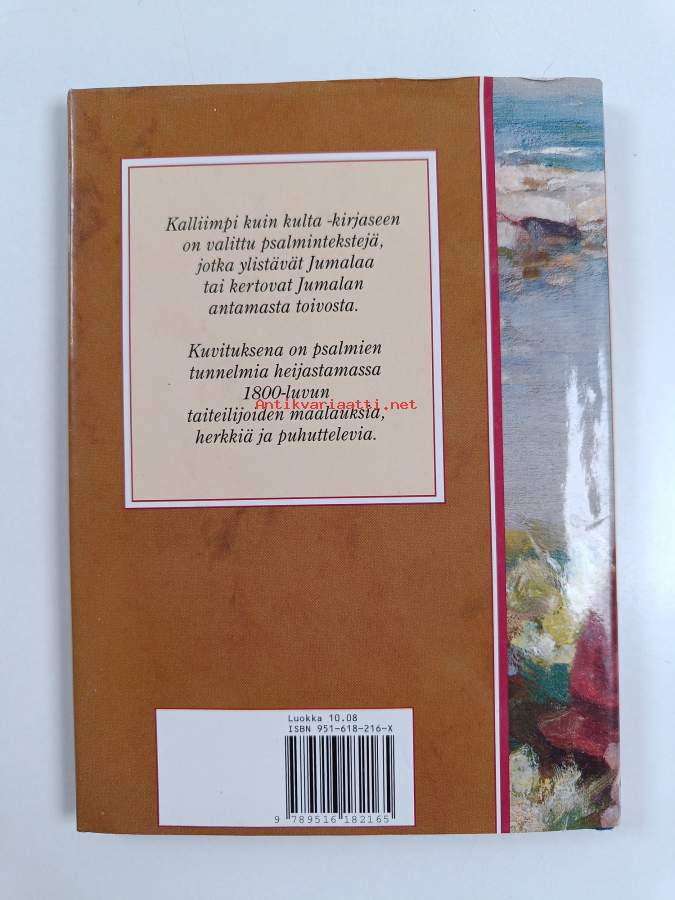 Kalliimpi kuin kulta -kirjaseen
on valittu psalmintekstejä,
jotka ylistävät Jumalaa
tai kertovat Jumalan
antamasta toivosta.
Kuvituksena on psalmien
tunnelmia heijastamassa
1800-luvun
Antikvariaatti.net
taiteilijoiden maalauksia,
herkkiä ja puhuttelevia.
Luokka 10.08
ISBN 951-618-216-X
9 789516 182165